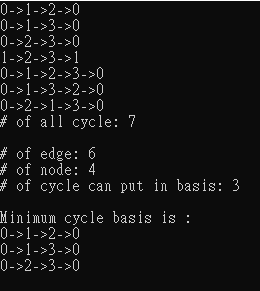 0->1->2->0
0->1->3->0
0->2->3->0
1->2->3->1
0->1->2->3->0
0->1->3->2->0
0->2->1->3->0
# of all cycle: 7
# of edge: 6
# of node: 4
# of cycle can put in basis: 3
Minimum cycle basis is :
0->1->2->0
0->1->3->0
0->2->3->0